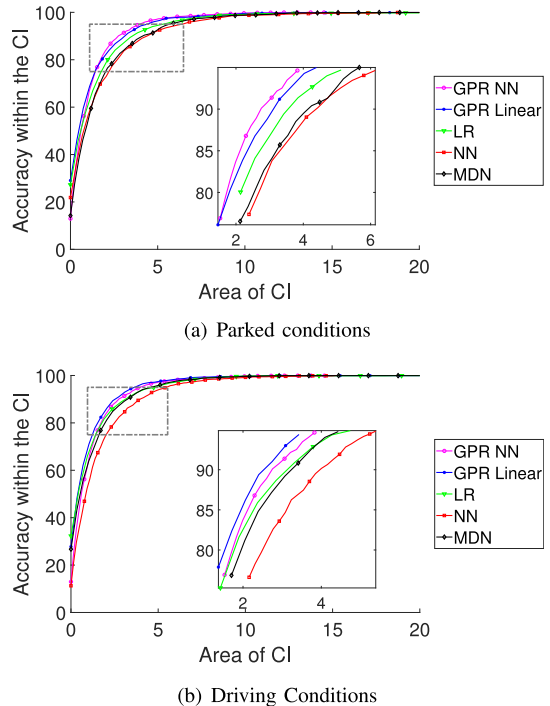 100
80
60
40
20
0
Accuracy within the CI
0 5 10 15 20
Area of CI
90
85
80
2 4 6
GPR NN
GPR Linear
LR
NN
MDN
(a) Parked conditions
100
80
60
40
20
0
Accuracy within the CI
0 5 10 15 20
Area of CI
90
85
80
2 4
GPR NN
GPR Linear
LR
NN
MDN
(b) Driving Conditions